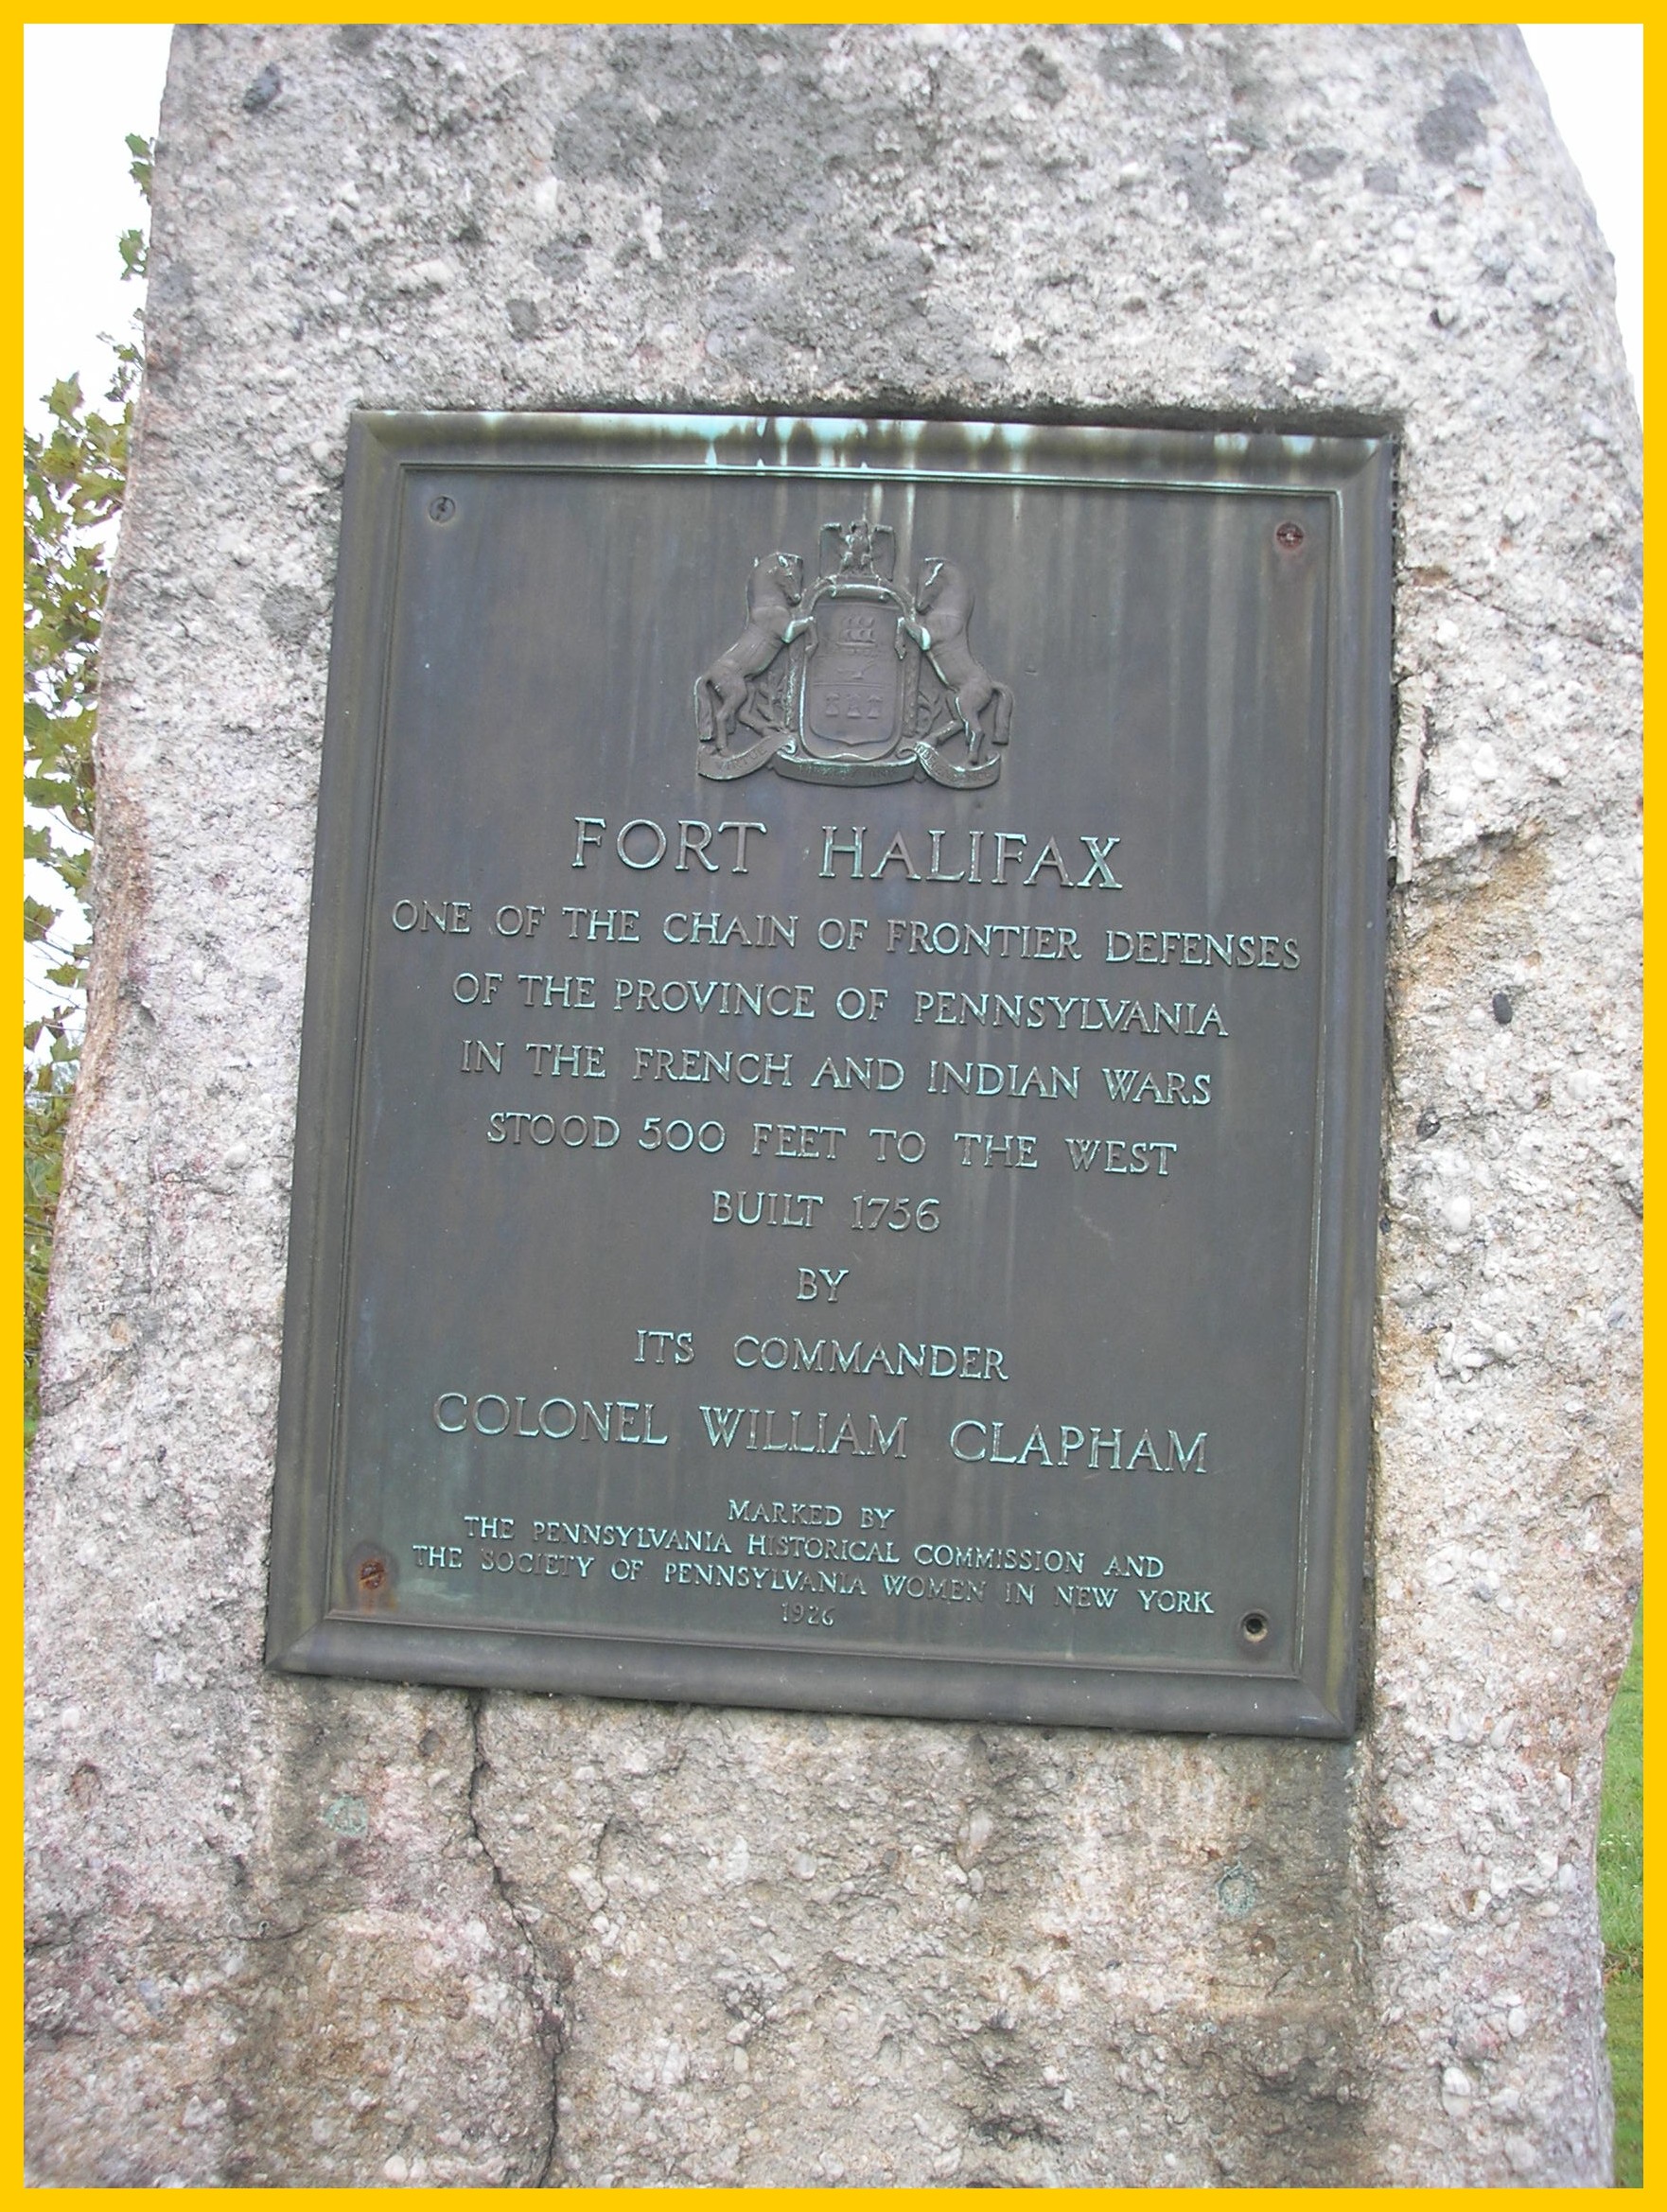 FORT HALIFAX
ONE OF THE CHAIN OF FRONTIER DEFENSES
OF THE PROVINCE OF PENNSYLVANIA
IN THE FRENCH AND INDIAN WARS
STOOD 500 FEET TO THE WEST
BUILT 1756
BY
ITS COMMANDER
COLONEL WILLIAM CLAPHAM
MARKED BY
THE PENNSYLVANIA HISTORICAL COMMISSION AND
THE SOCIETY OF PENNSYLVANIA WOMEN IN NEW YORK
1926